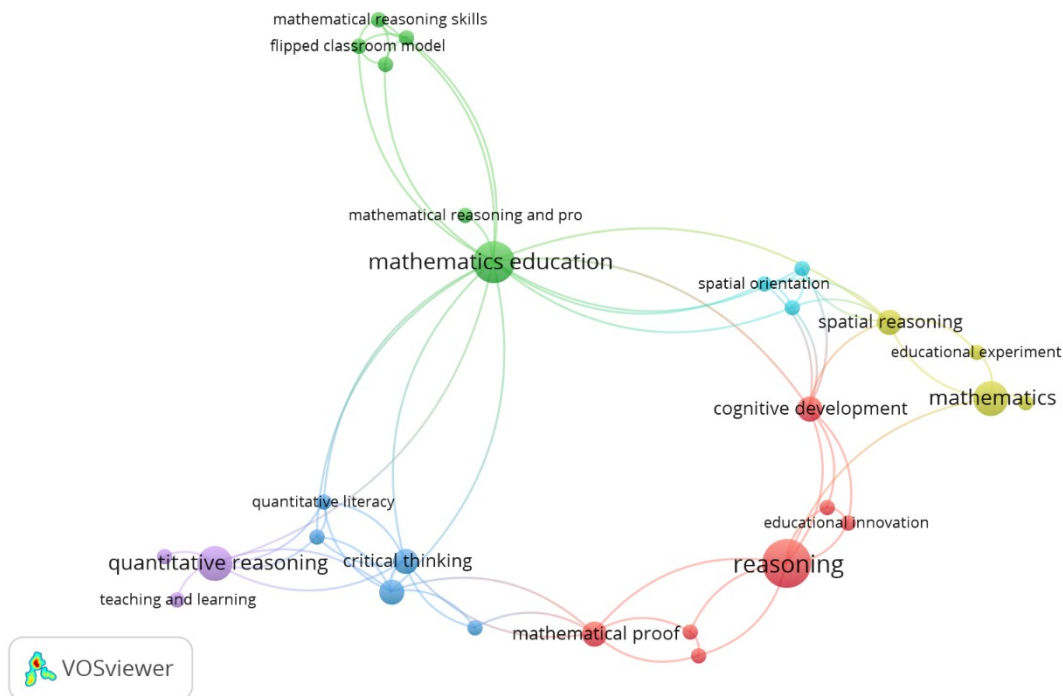 mathematical reasoning skills
flipped classroom model
mathematical reasoning and pro
mathematics education
spatial orientation
spatial reasoning
educational experiment
mathematics
cognitive development
quantitative literacy
educational innovation
quantitative reasoning
critical thinking
reasoning
teaching and learning
mathematical proof
VOSviewer